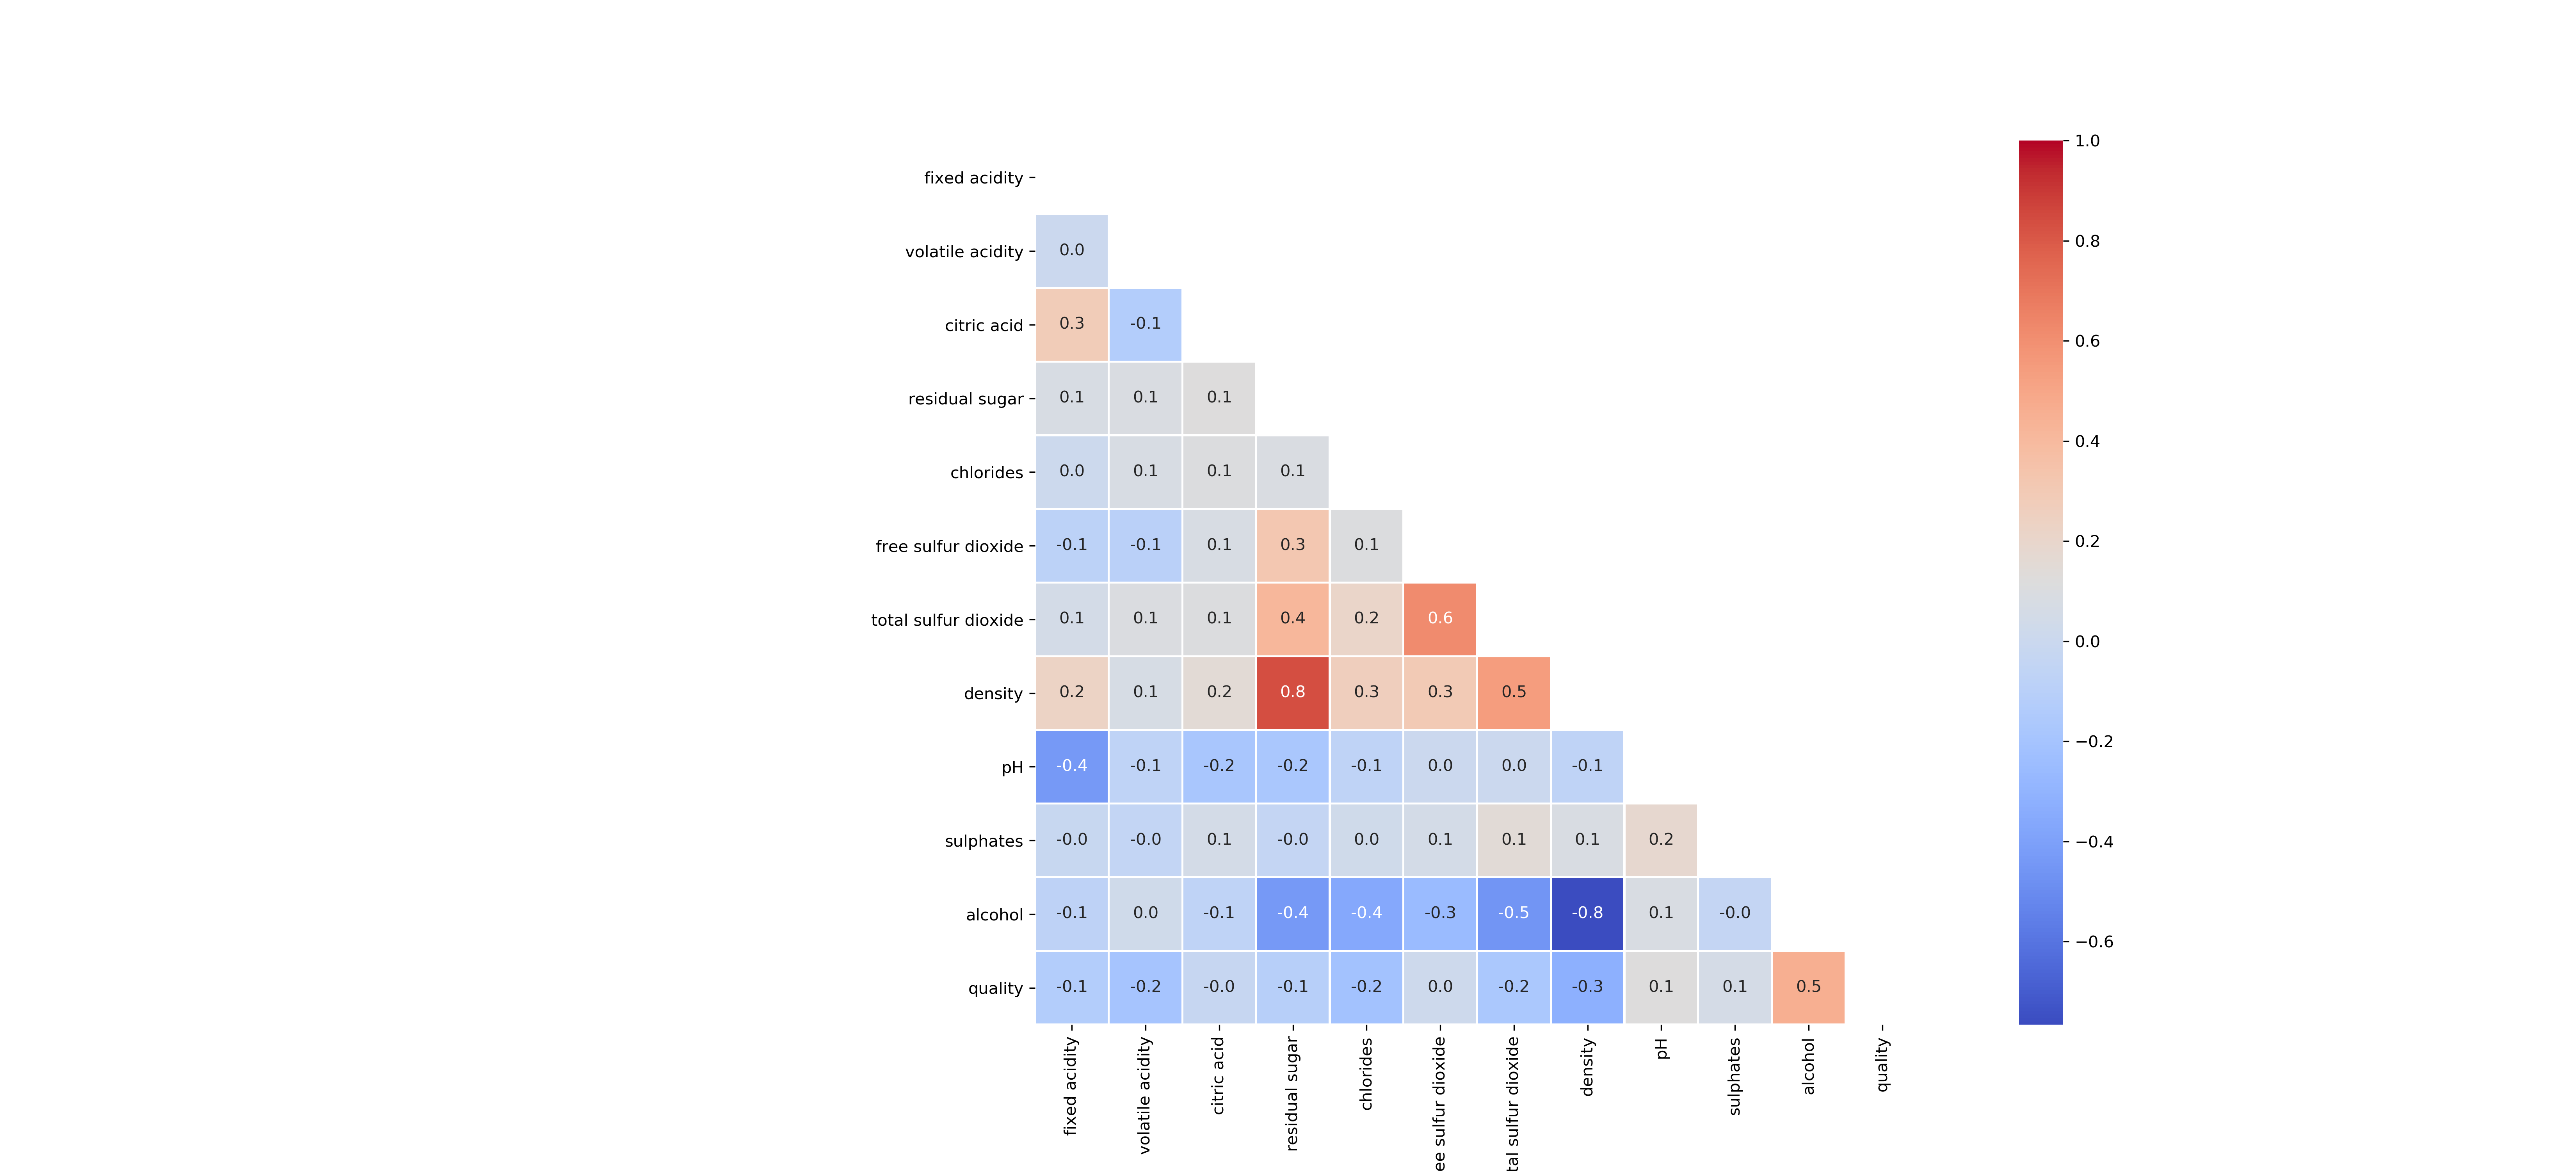 1.0
fixed acidity
0.8
volatile acidity 0.0
citric acid 0.3 -0.1
0.6
residual sugar 0.1 0.1 0.1
0.4
chlorides 0.0 0.1 0.1 0.1
free sulfur dioxide -0.1 -0.1 0.1 0.3 0.1
0.2
total sulfur dioxide 0.1 0.1 0.1 0.4 0.2 0.6
0.0
density 0.2 0.1 0.2 0.8 0.3 0.3 0.5
−0.2
pH -0.4 -0.1 -0.2 -0.2 -0.1 0.0 0.0 -0.1
sulphates -0.0 -0.0 0.1 -0.0 0.0 0.1 0.1 0.1 0.2
−0.4
alcohol -0.1 0.0 -0.1 -0.4 -0.4 -0.3 -0.5 -0.8 0.1 -0.0
−0.6
quality -0.1 -0.2 -0.0 -0.1 -0.2 0.0 -0.2 -0.3 0.1 0.1 0.5
fixed acidity
volatile acidity
citric acid
residual sugar
chlorides
ee sulfur dioxide
tal sulfur dioxide
density
pH
sulphates
alcohol
quality